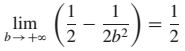 lim b→+∞ (1/2 - 1/2b²) = 1/2